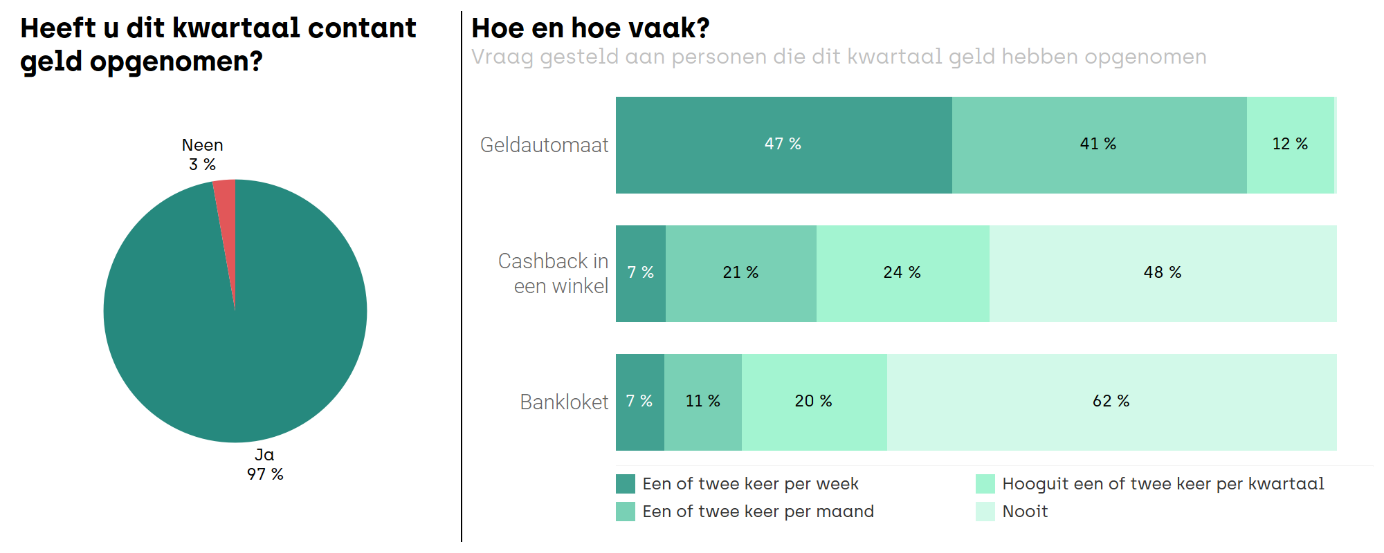 Heeft u dit kwartaal contant
geld opgenomen?
Neen
3 %
Ja
97 %
Hoe en hoe vaak?
Vraag gesteld aan personen die dit kwartaal geld hebben opgenomen
Geldautomaat
47 %
41 %
12 %
Cashback in
een winkel
7 %
21 %
24 %
48 %
Bankloket
7 %
11 %
20 %
62 %
Een of twee keer per week
Een of twee keer per maand
Hooguit een of twee keer per kwartaal
Nooit